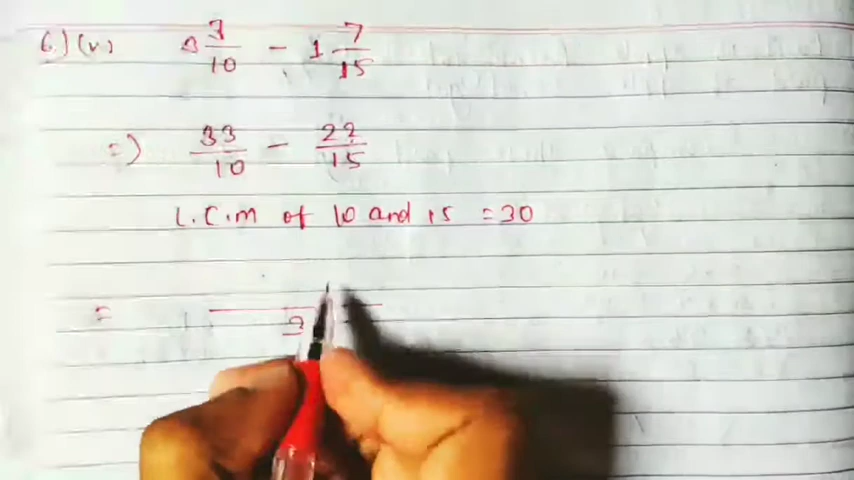 6.) (v) 3 3/10 - 1 7/15
=) 33/10 - 22/15
L.C.M of 10 and 15 = 30
=